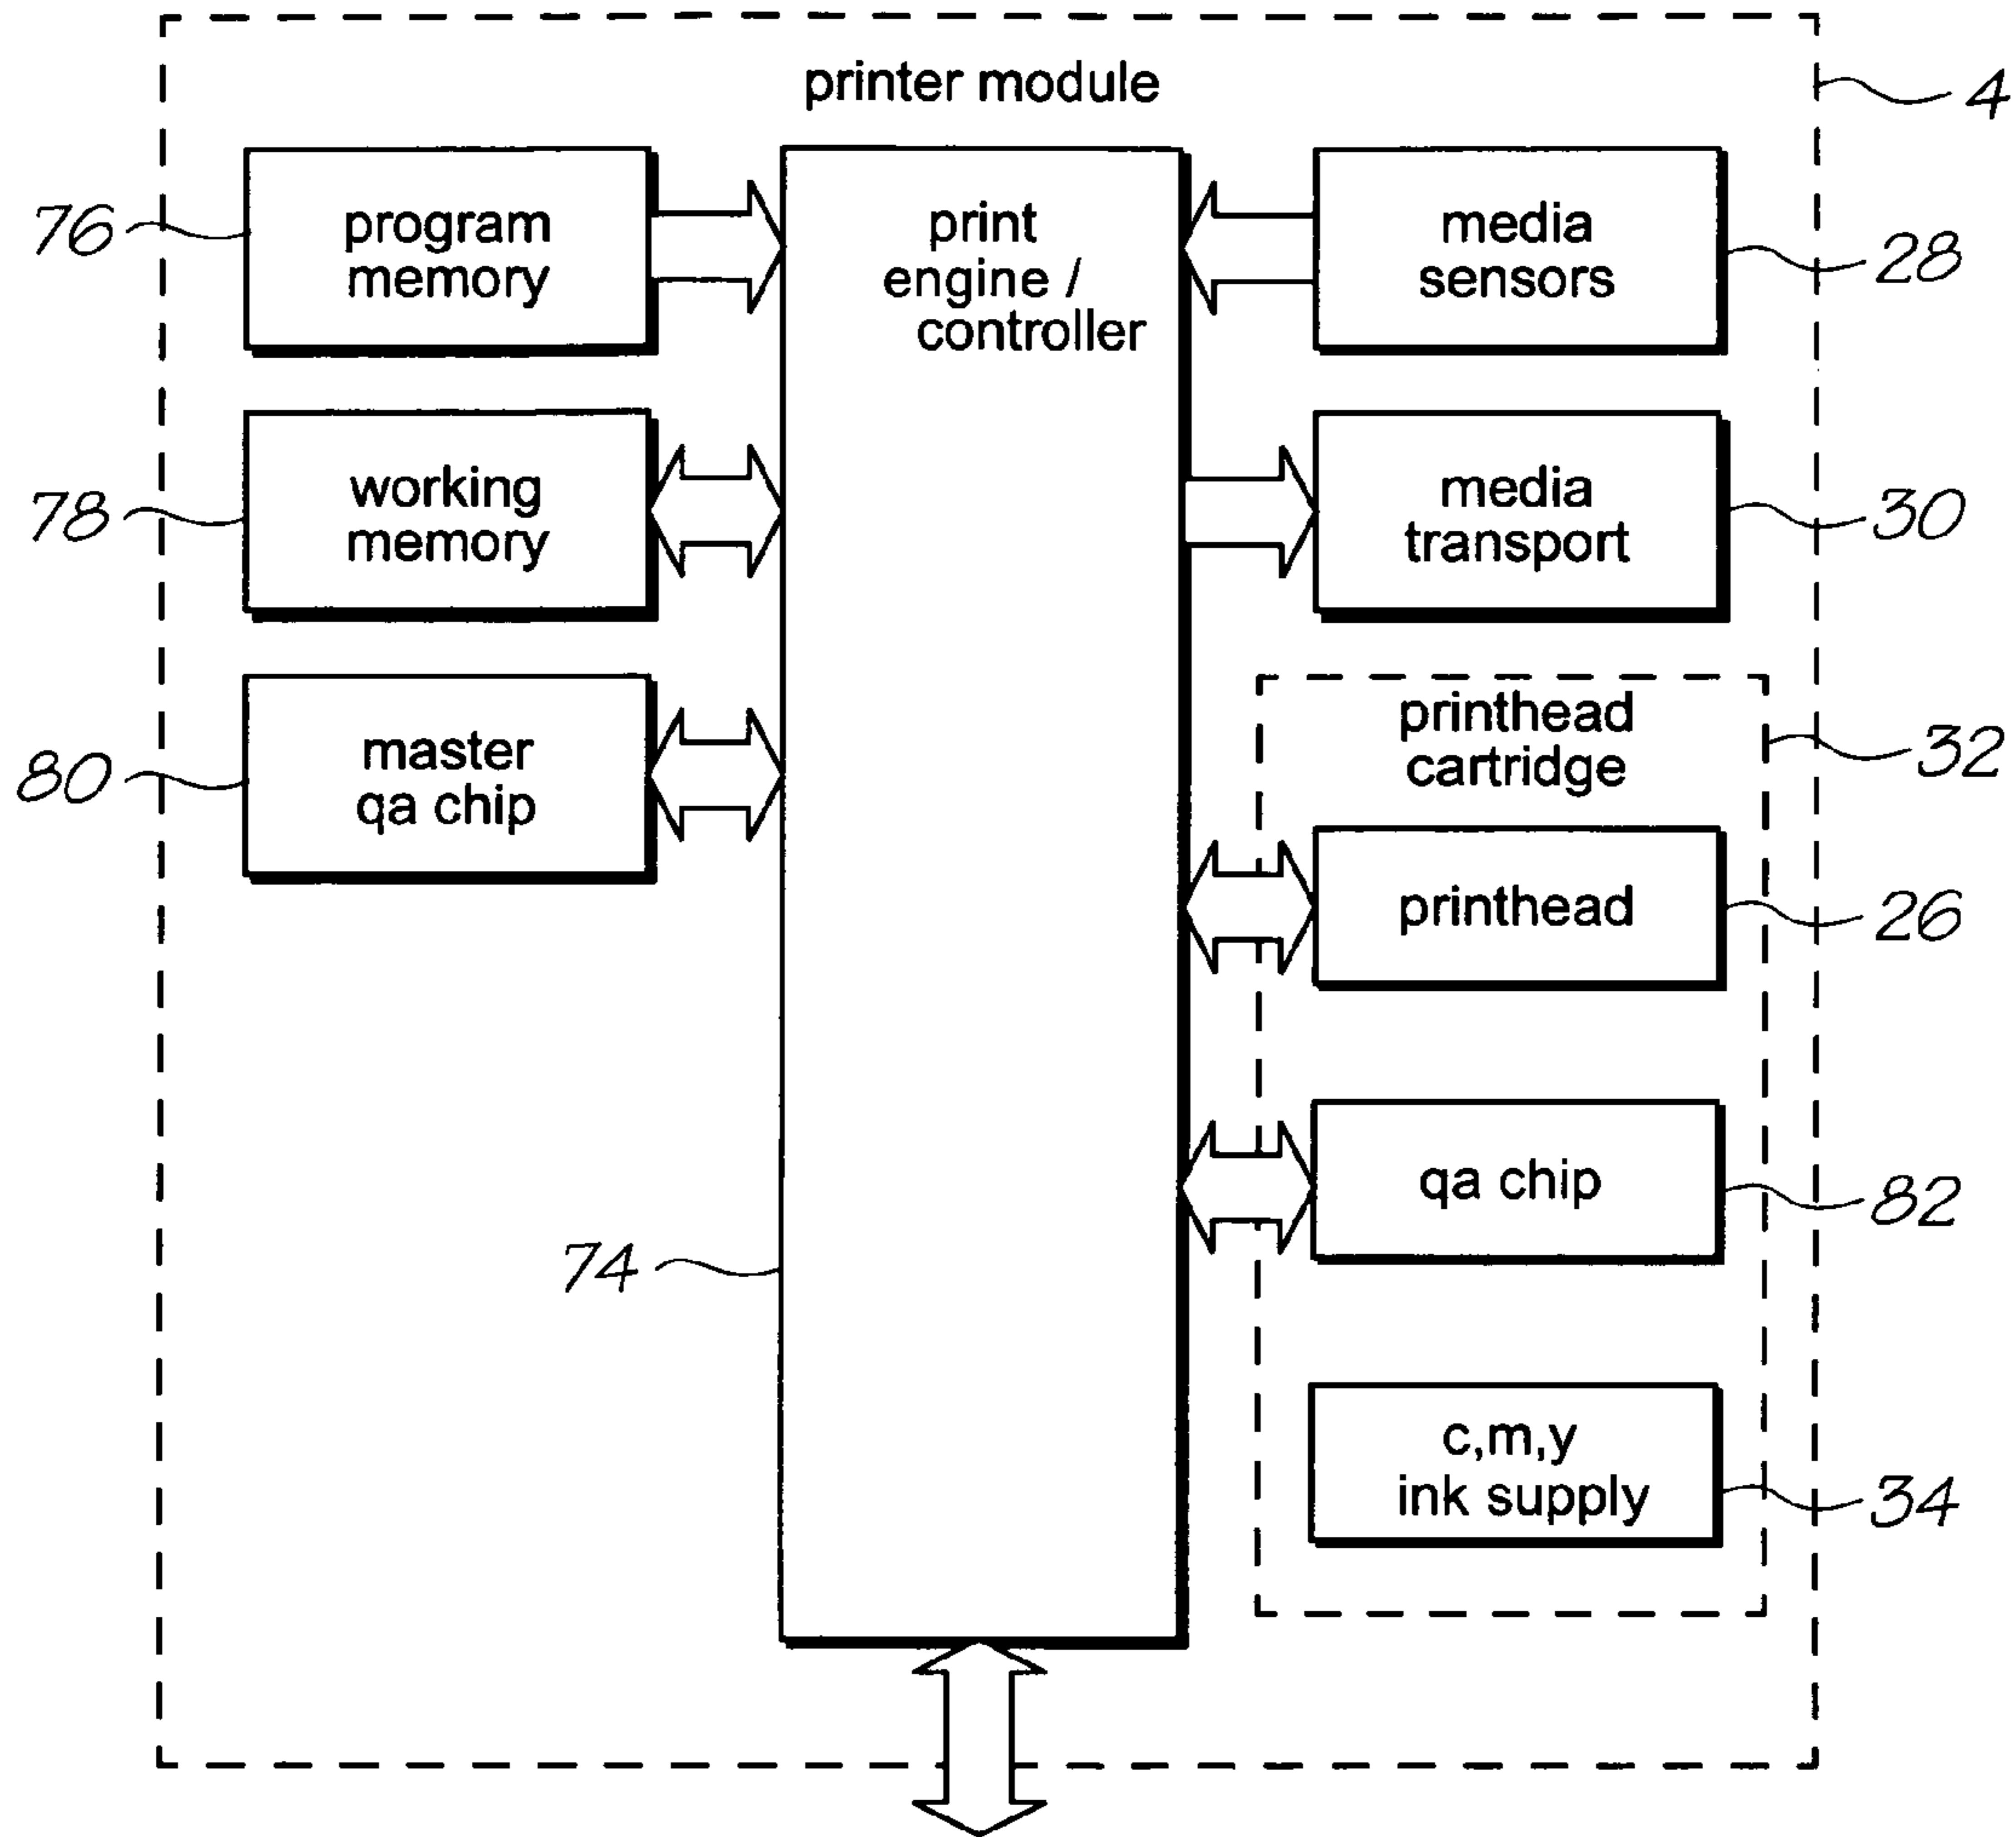 printer module
4
76
program
memory
print
engine /
controller
media
sensors
28
78
working
memory
media
transport
30
80
master
qa chip
printhead
cartridge
32
printhead
26
74
qa chip
82
c,m,y
ink supply
34